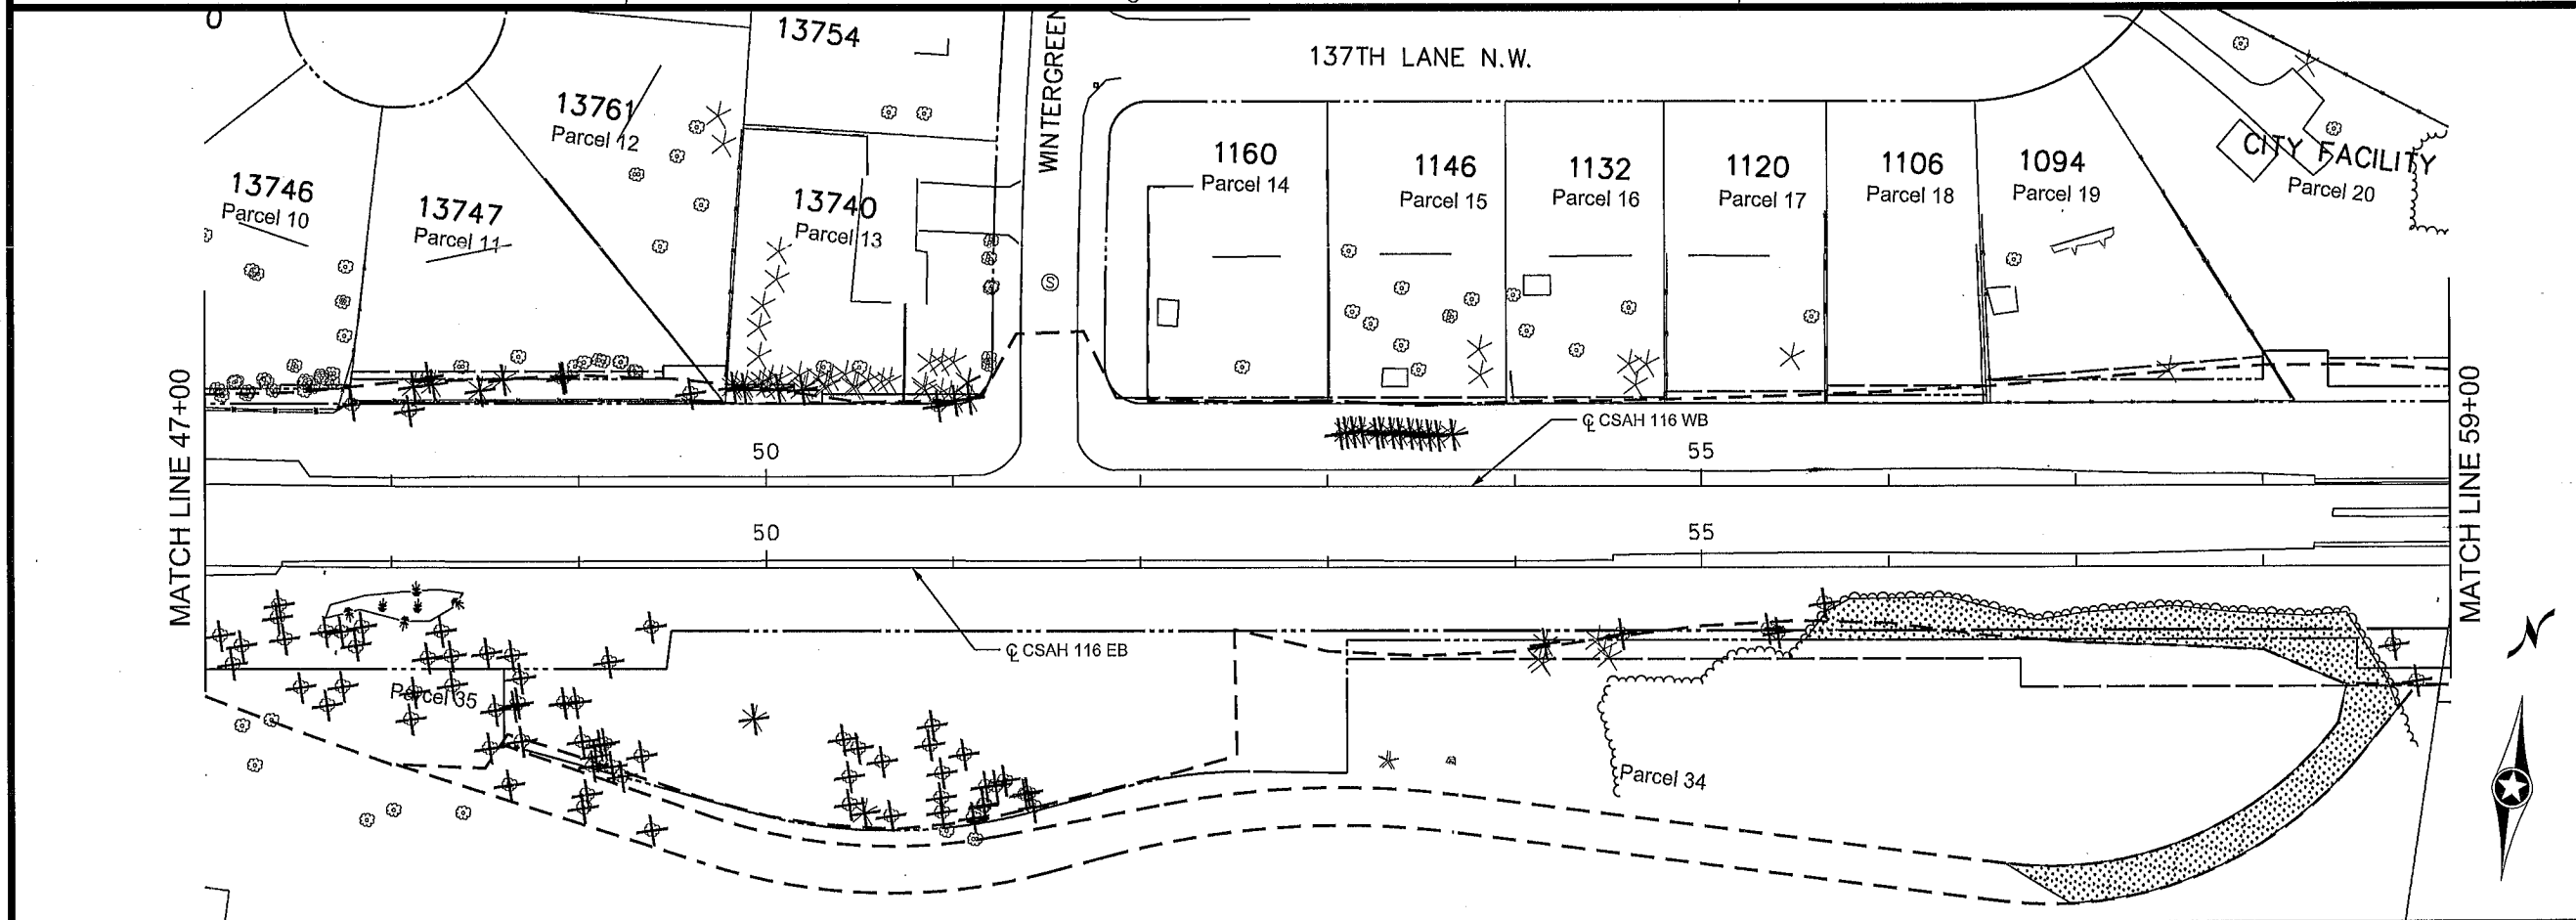 0
13754
137TH LANE N.W.
WINTERGREEN
13761
Parcel 12
13746
Parcel 10
13747
Parcel 11
13740
Parcel 13
1160
Parcel 14
1146
Parcel 15
1132
Parcel 16
1120
Parcel 17
1106
Parcel 18
1094
Parcel 19
CITY FACILITY
Parcel 20
S
MATCH LINE 47+00
MATCH LINE 59+00
℄ CSAH 116 WB
50
55
50
55
℄ CSAH 116 EB
Parcel 35
Parcel 34
N